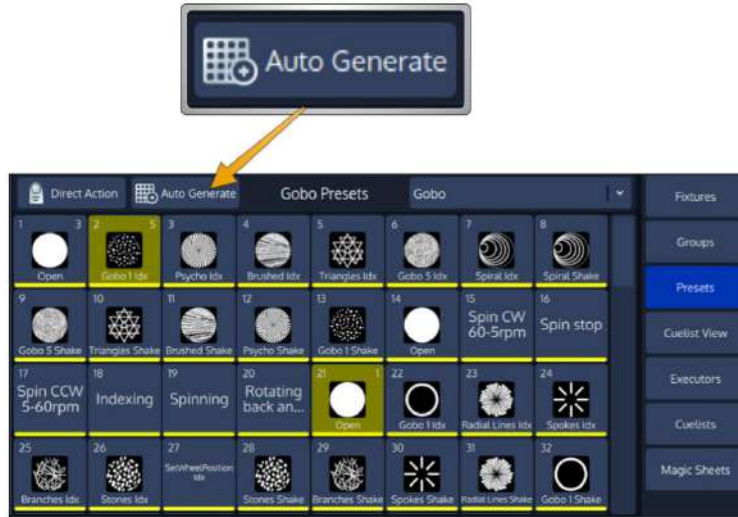 Auto Generate
Direct Action
Auto Generate
Gobo Presets
Gobo
Fixtures
Groups
Presets
Cuelist View
Executors
Cuelists
Magic Sheets
1 3
Open
2 5
Gobo 1 Idx
3
Psycho Idx
4
Brushed Idx
5
Triangles Idx
6
Gobo 5 Idx
7
Spiral Idx
8
Spiral Shake
9
Gobo 5 Shake
10
Triangles Shake
11
Brushed Shake
12
Psycho Shake
13
Gobo 1 Shake
14
Open
15
Spin CW
60-5rpm
16
Spin stop
17
Spin CCW
5-60rpm
18
Indexing
19
Spinning
20
Rotating
back an...
21 1
Open
22
Gobo 1 Idx
23
Radial Lines Idx
24
Spokes Idx
25
Branches Idx
26
Stones Idx
27
SetWheelPosition
Idx
28
Stones Shake
29
Branches Shake
30
Spokes Shake
31
Radial Lines Shake
32
Gobo 1 Shake